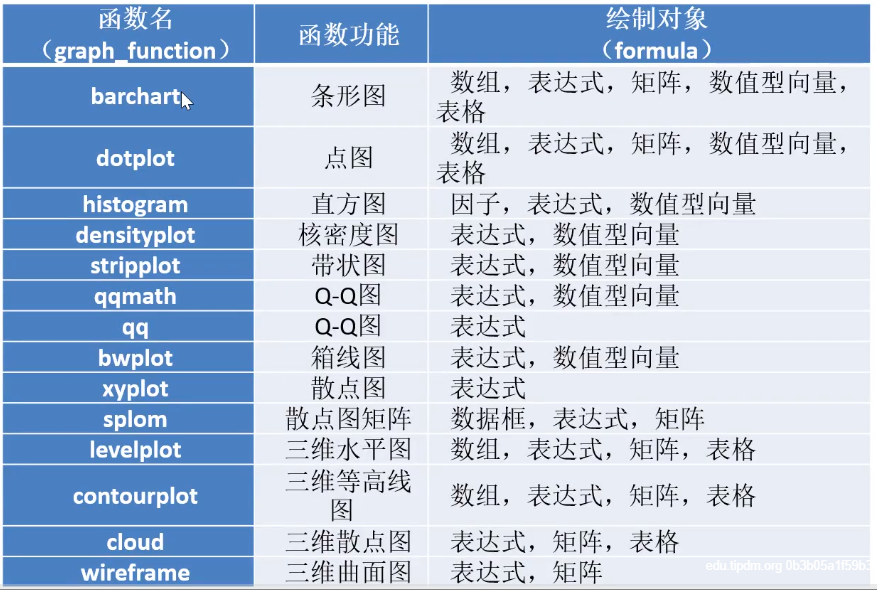 函数名 函数功能 绘制对象
（graph_function） （formula）
barchart 条形图 数组，表达式，矩阵，数值型向量，
表格
dotplot 点图 数组，表达式，矩阵，数值型向量，
表格
histogram 直方图 因子，表达式，数值型向量
densityplot 核密度图 表达式，数值型向量
stripplot 带状图 表达式，数值型向量
qqmath Q-Q图 表达式，数值型向量
qq Q-Q图 表达式
bwplot 箱线图 表达式，数值型向量
xyplot 散点图 表达式
splom 散点图矩阵 数据框，表达式，矩阵
levelplot 三维水平图 数组，表达式，矩阵，表格
contourplot 三维等高线 数组，表达式，矩阵，表格
图
cloud 三维散点图 表达式，矩阵，表格
wireframe 三维曲面图 表达式，矩阵
edu.tipdm.org